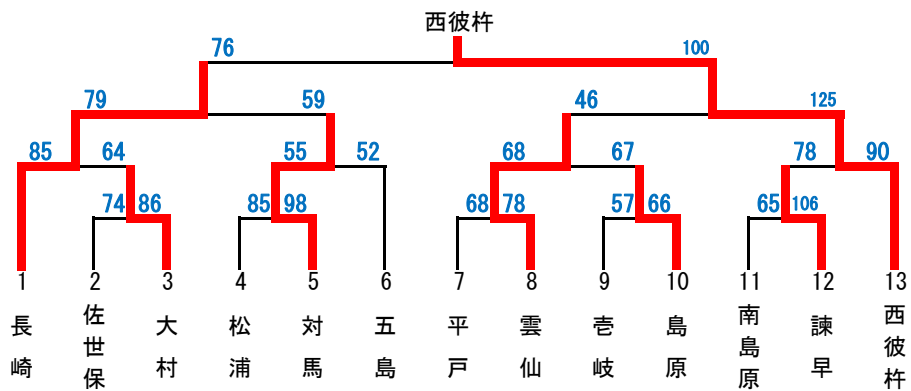 西彼杵
76 100
79 59 46 125
85 64 55 52 68 67 78 90
74 86 85 98 68 78 57 66 65 106
1 2 3 4 5 6 7 8 9 10 11 12 13
長崎 佐世保 大村 松浦 対馬 五島 平戸 雲仙 壱岐 島原 南島原 諫早 西彼杵